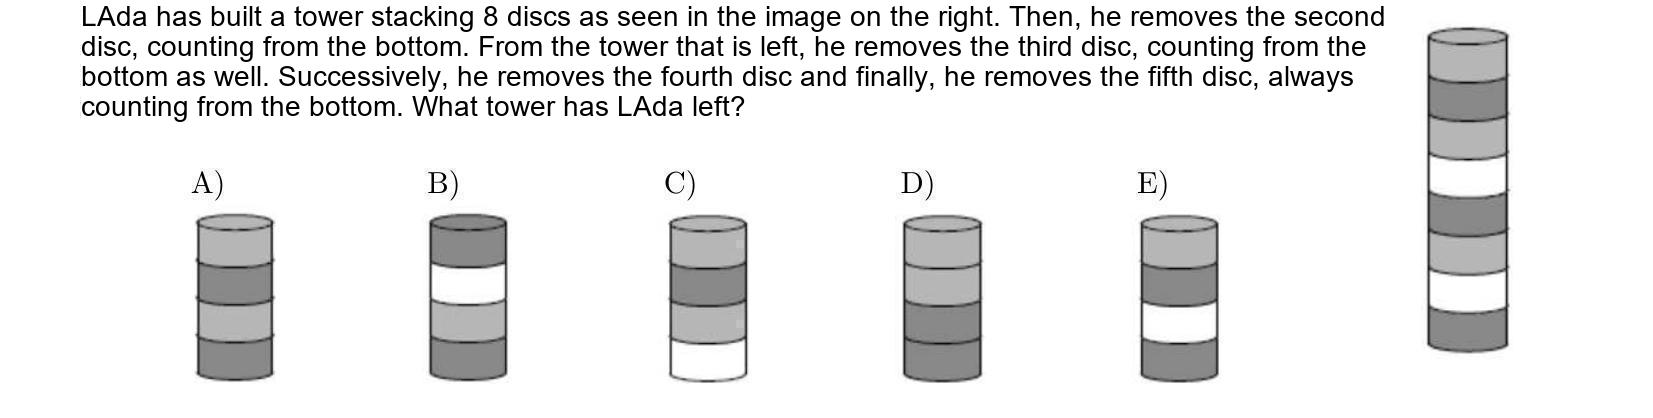 LAda has built a tower stacking 8 discs as seen in the image on the right. Then, he removes the second
disc, counting from the bottom. From the tower that is left, he removes the third disc, counting from the
bottom as well. Successively, he removes the fourth disc and finally, he removes the fifth disc, always
counting from the bottom. What tower has LAda left?
A) B) C) D) E)